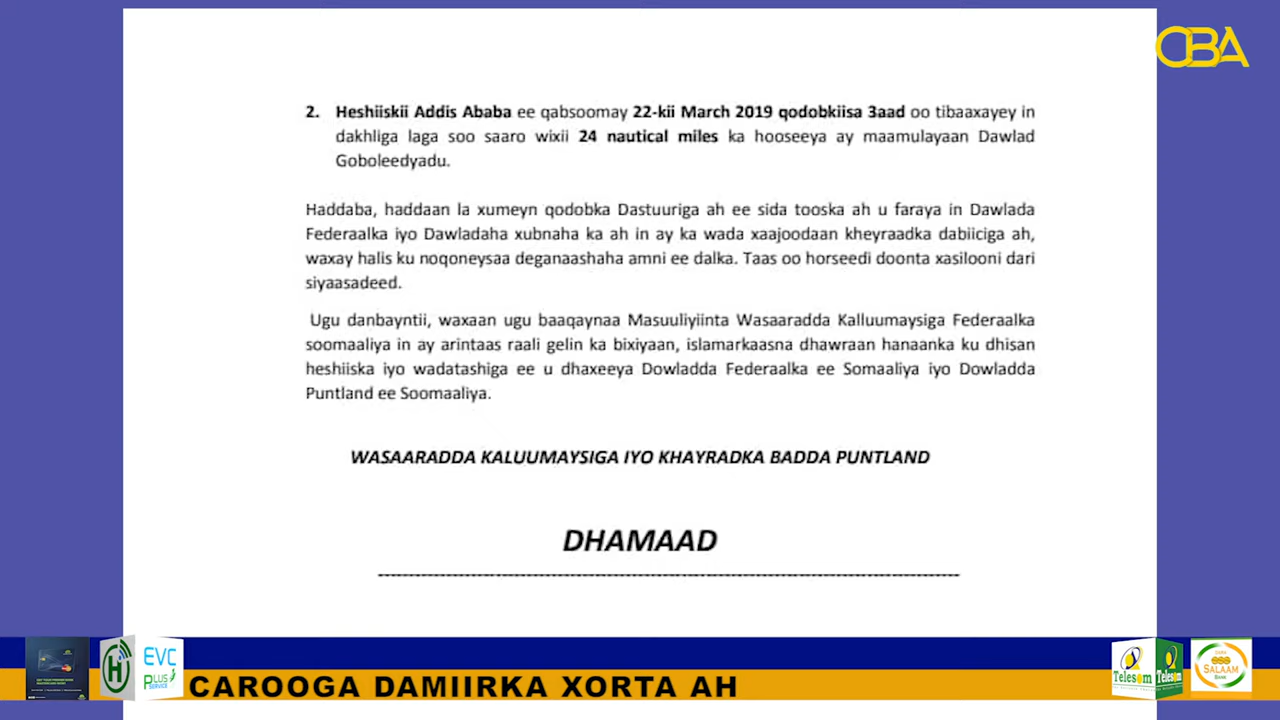 CBA
2. Heshiiskii Addis Ababa ee qabsoomay 22-kii March 2019 qodobkiisa 3aad oo tibaaxayey in
dakhliga laga soo saaro wixii 24 nautical miles ka hooseeya ay maamulayaan Dawlad
Goboleedyadu.
Haddaba, haddaan la xumeyn qodobka Dastuuriga ah ee sida tooska ah u faraya in Dawlada
Federaalka iyo Dawladaha xubnaha ka ah in ay ka wada xaajoodaan kheyraadka dabiiciga ah,
waxay halis ku noqoneysaa deganaashaha amni ee dalka. Taas oo horseedi doonta xasilooni dari
siyaasadeed.
Ugu danbayntii, waxaan ugu baaqaynaa Masuuliyiinta Wasaaradda Kalluumaysiga Federaalka
soomaaliya in ay arintaas raali gelin ka bixiyaan, islamarkaasna dhawraan hanaanka ku dhisan
heshiiska iyo wadatashiga ee u dhaxeeya Dowladda Federaalka ee Somaaliya iyo Dowladda
Puntland ee Soomaaliya.
WASAARADDA KALUUMAYSIGA IYO KHAYRADKA BADDA PUNTLAND
DHAMAAD
H
EVC
PLUS
SERVICE
CAROOGA DAMIIRKA XORTA AH
Telesom
Telesom
SALAAM
BANK